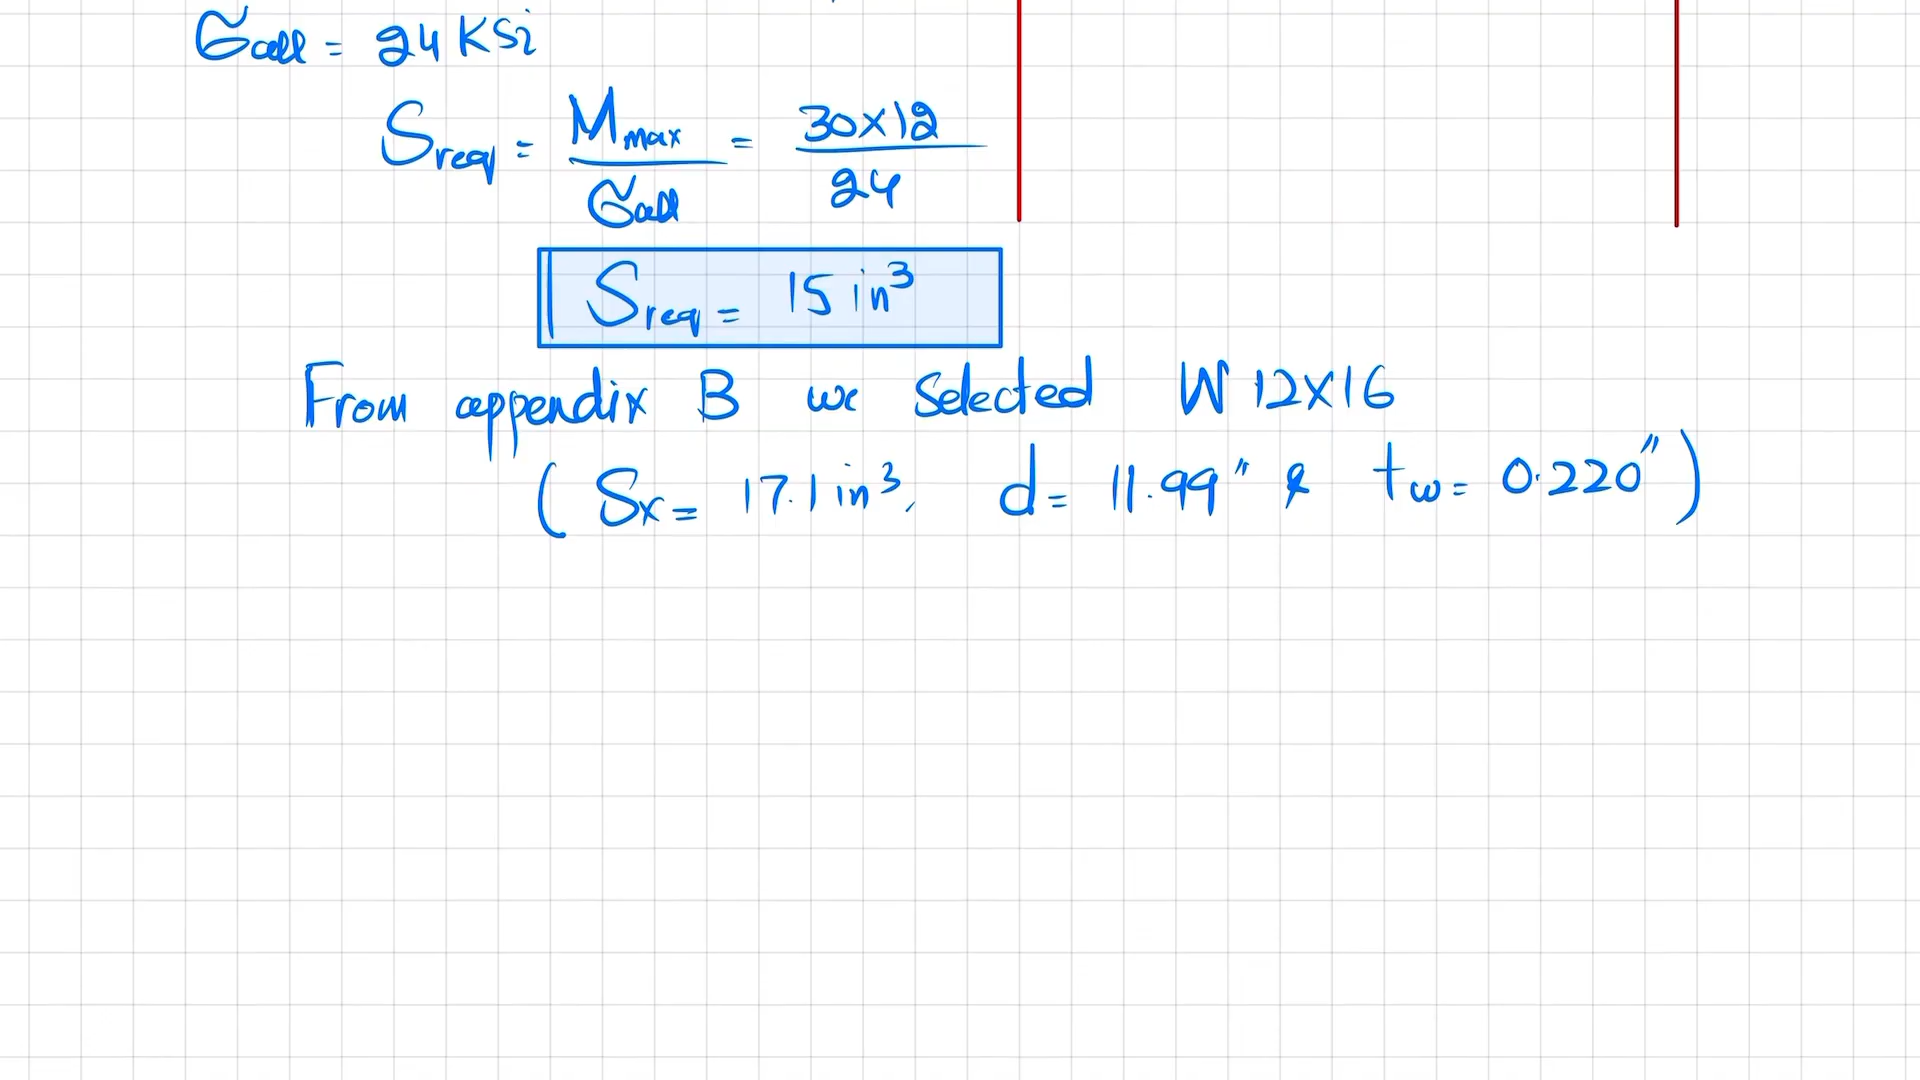 σall = 24 KSi
Sreq = Mmax / σall = 30×12 / 24
Sreq = 15 in³
From appendix B we Selected W 12×16
( Sx = 17.1 in³, d = 11.99" & tw = 0.220" )